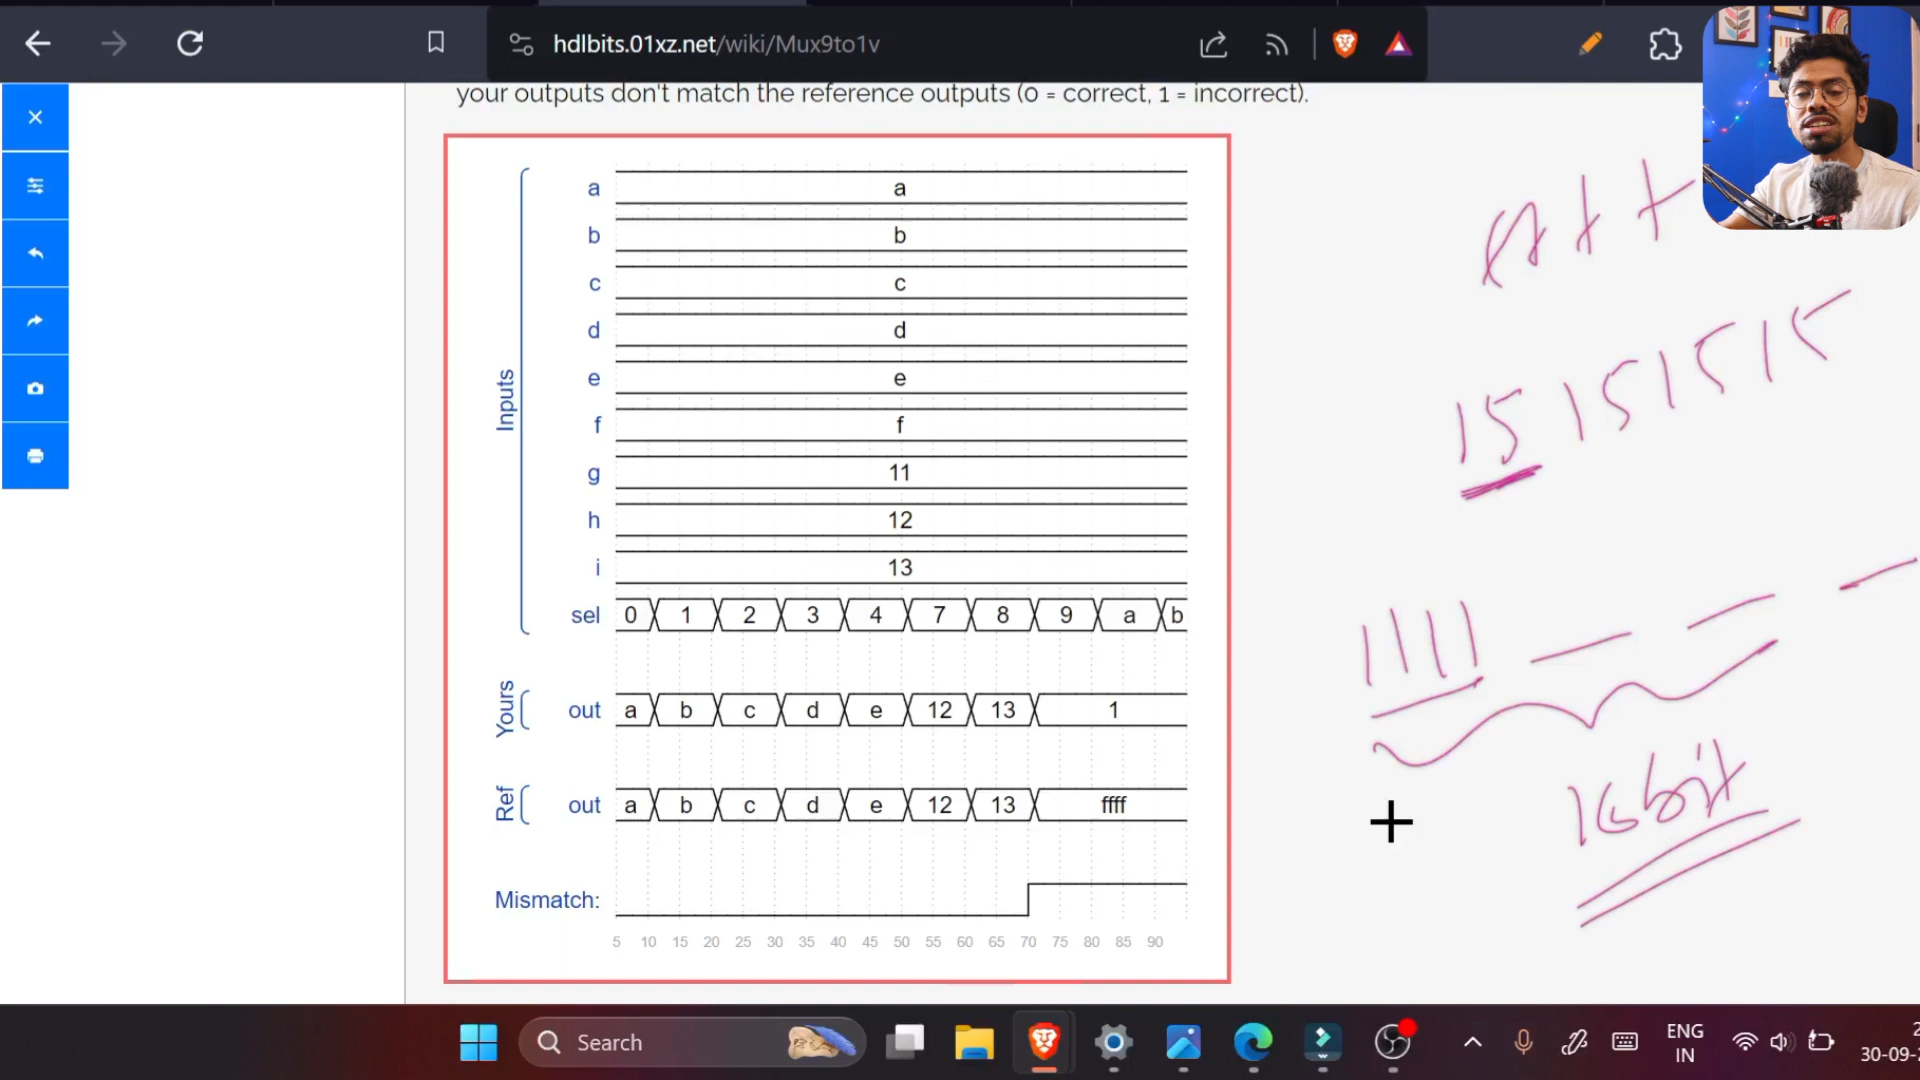 hdlbits.01xz.net/wiki/Mux9to1v
your outputs don't match the reference outputs (0 = correct, 1 = incorrect).
Inputs
a a
b b
c c
d d
e e
f f
g 11
h 12
i 13
sel 0 1 2 3 4 7 8 9 a b
Yours out a b c d e 12 13 1
Ref out a b c d e 12 13 ffff
Mismatch:
5 10 15 20 25 30 35 40 45 50 55 60 65 70 75 80 85 90
15 15 15 15
1111
16bit
Search
ENG
IN
30-09-